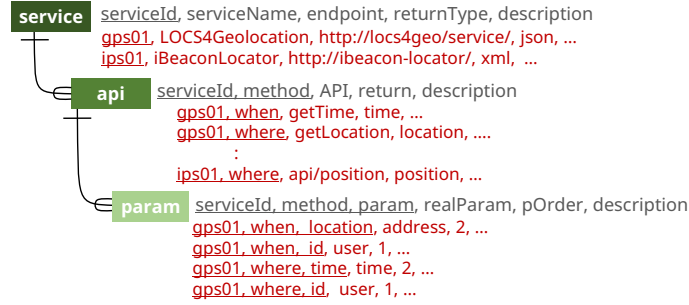 service serviceId, serviceName, endpoint, returnType, description
gps01, LOCS4Geolocation, http://locs4geo/service/, json, ...
ips01, iBeaconLocator, http://ibeacon-locator/, xml, ...
api serviceId, method, API, return, description
gps01, when, getTime, time, ...
gps01, where, getLocation, location, ....
:
ips01, where, api/position, position, ...
param serviceId, method, param, realParam, pOrder, description
gps01, when, location, address, 2, ...
gps01, when, id, user, 1, ...
gps01, where, time, time, 2, ...
gps01, where, id, user, 1, ...